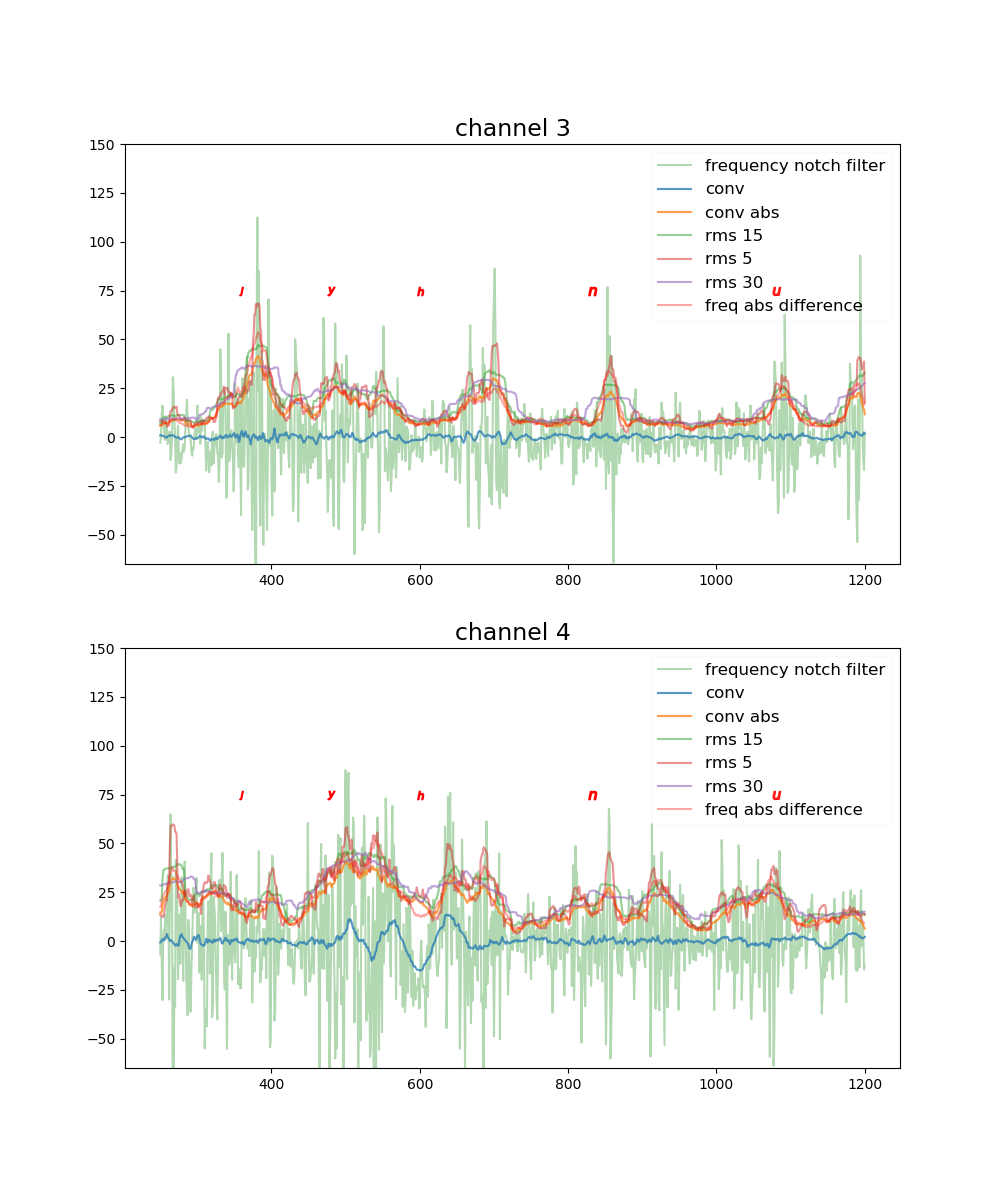 channel 3
150
125
100
75
50
25
0
−25
−50
frequency notch filter
conv
conv abs
rms 15
rms 5
rms 30
freq abs difference
j y h n u
400 600 800 1000 1200
channel 4
150
125
100
75
50
25
0
−25
−50
frequency notch filter
conv
conv abs
rms 15
rms 5
rms 30
freq abs difference
j y h n u
400 600 800 1000 1200